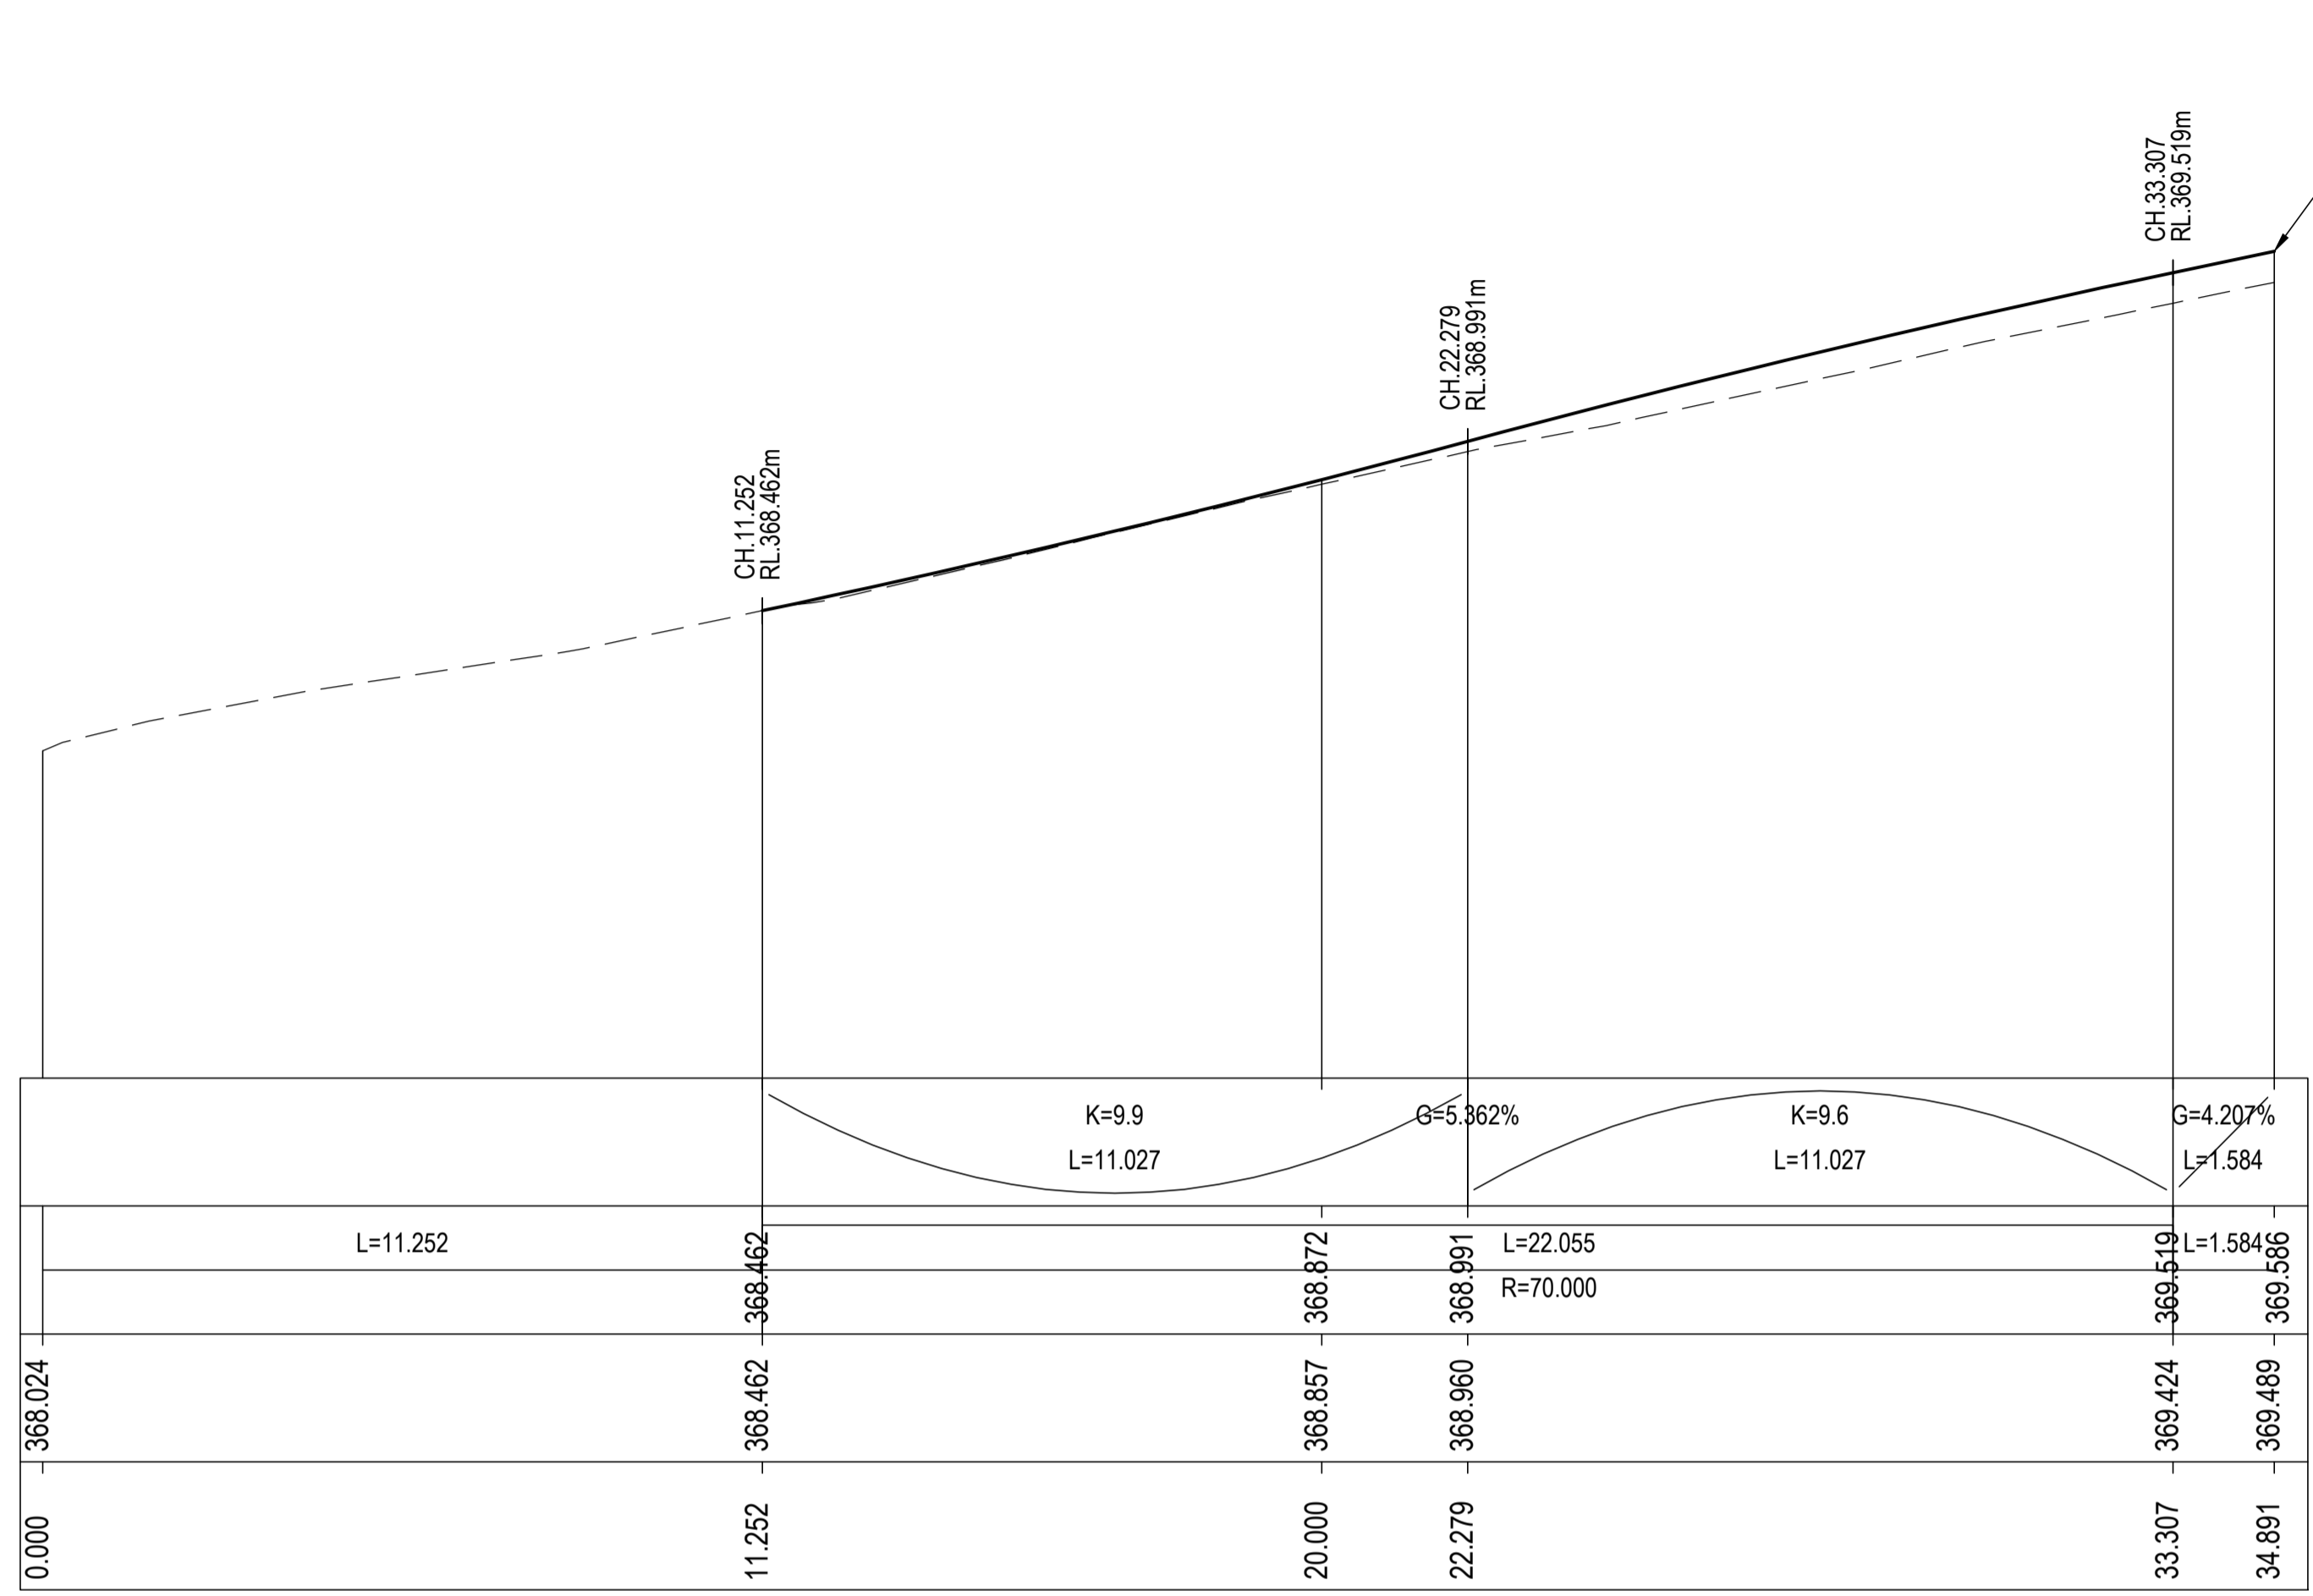 CH.33.307
RL.369.519m
CH.22.279
RL.368.991m
CH.11.252
RL.368.462m
K=9.9
G=5.362%
K=9.6
G=4.207%
L=11.027
L=11.027
L=1.584
L=11.252
368.462
368.872
368.991
L=22.055
369.519
L=1.584
369.586
R=70.000
368.024
368.462
368.857
368.960
369.424
369.489
0.000
11.252
20.000
22.279
33.307
34.891